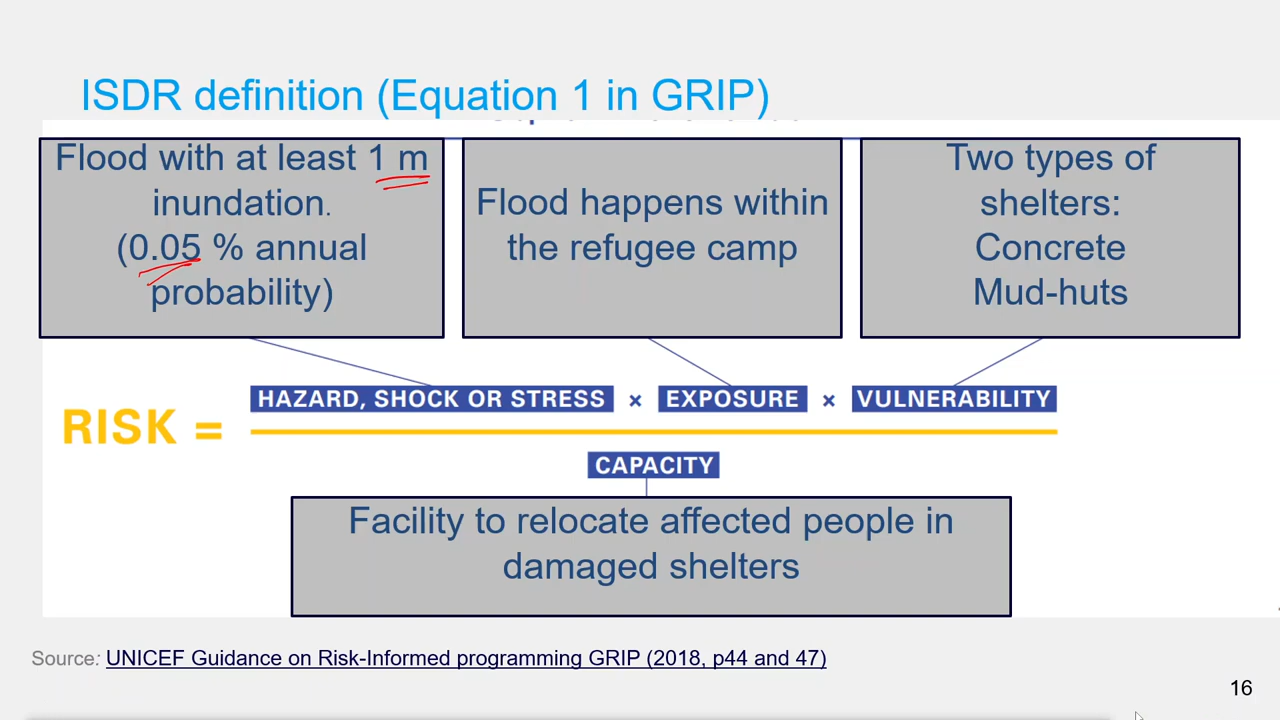 ISDR definition (Equation 1 in GRIP)
Flood with at least 1 m
inundation.
(0.05 % annual
probability)
Flood happens within
the refugee camp
Two types of
shelters:
Concrete
Mud-huts
RISK =
HAZARD, SHOCK OR STRESS × EXPOSURE × VULNERABILITY
CAPACITY
Facility to relocate affected people in
damaged shelters
Source: UNICEF Guidance on Risk-Informed programming GRIP (2018, p44 and 47)
16